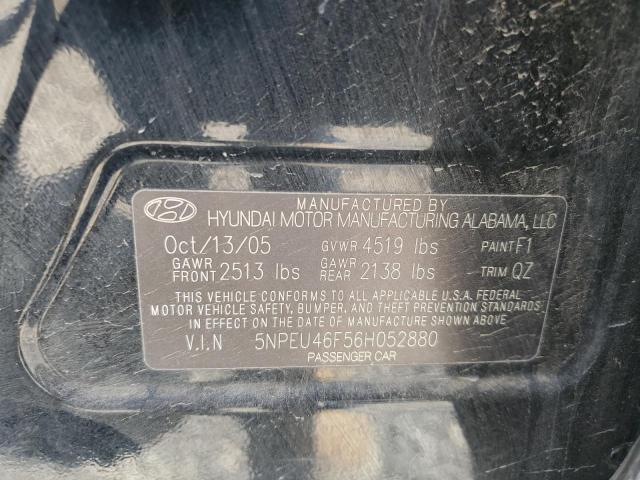 MANUFACTURED BY
HYUNDAI MOTOR MANUFACTURING ALABAMA, LLC
Oct/13/05 GVWR 4519 lbs PAINT F1
GAWR FRONT 2513 lbs GAWR REAR 2138 lbs TRIM QZ
THIS VEHICLE CONFORMS TO ALL APPLICABLE U.S.A. FEDERAL
MOTOR VEHICLE SAFETY, BUMPER, AND THEFT PREVENTION STANDARDS
IN EFFECT ON THE DATE OF MANUFACTURE SHOWN ABOVE.
V.I.N 5NPEU46F56H052880
PASSENGER CAR